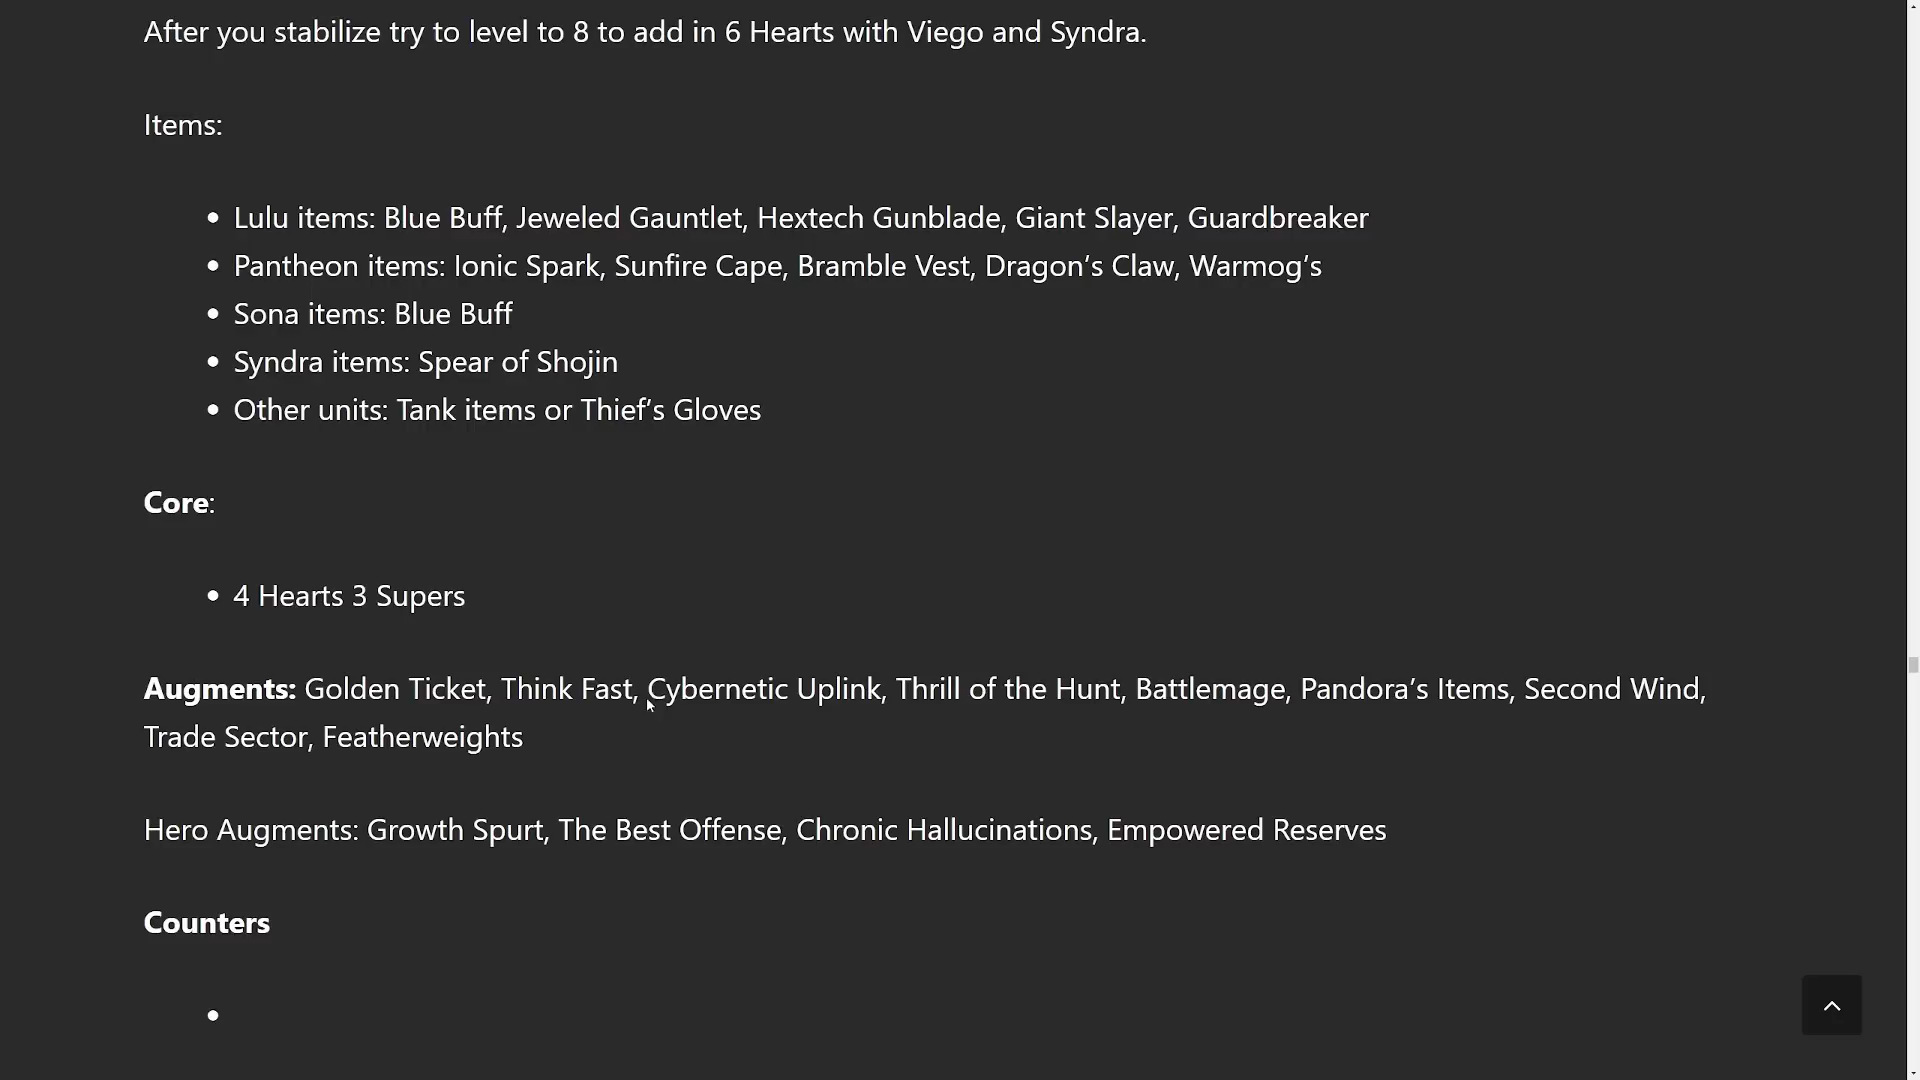 After you stabilize try to level to 8 to add in 6 Hearts with Viego and Syndra.
Items:
• Lulu items: Blue Buff, Jeweled Gauntlet, Hextech Gunblade, Giant Slayer, Guardbreaker
• Pantheon items: Ionic Spark, Sunfire Cape, Bramble Vest, Dragon’s Claw, Warmog’s
• Sona items: Blue Buff
• Syndra items: Spear of Shojin
• Other units: Tank items or Thief’s Gloves
Core:
• 4 Hearts 3 Supers
Augments: Golden Ticket, Think Fast, Cybernetic Uplink, Thrill of the Hunt, Battlemage, Pandora’s Items, Second Wind,
Trade Sector, Featherweights
Hero Augments: Growth Spurt, The Best Offense, Chronic Hallucinations, Empowered Reserves
Counters
•